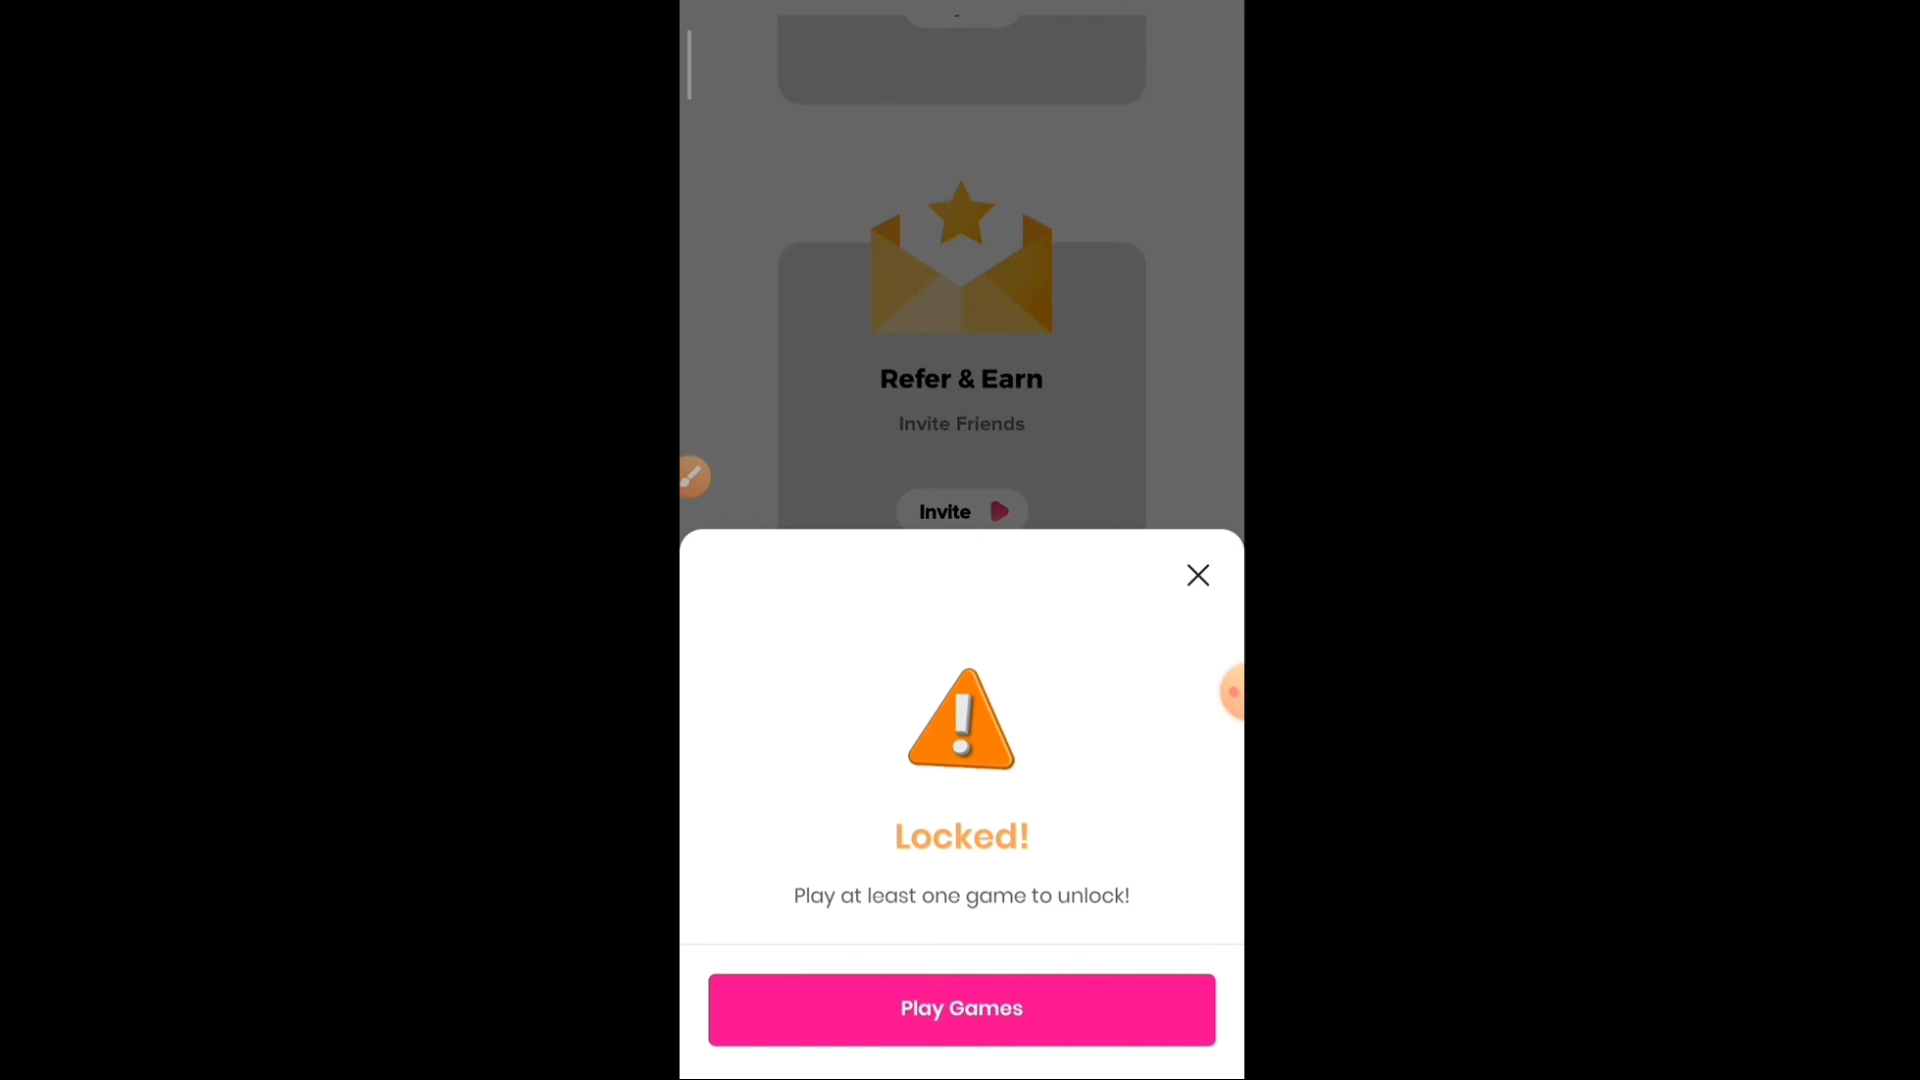 Refer & Earn
Invite Friends
Invite
Locked!
Play at least one game to unlock!
Play Games